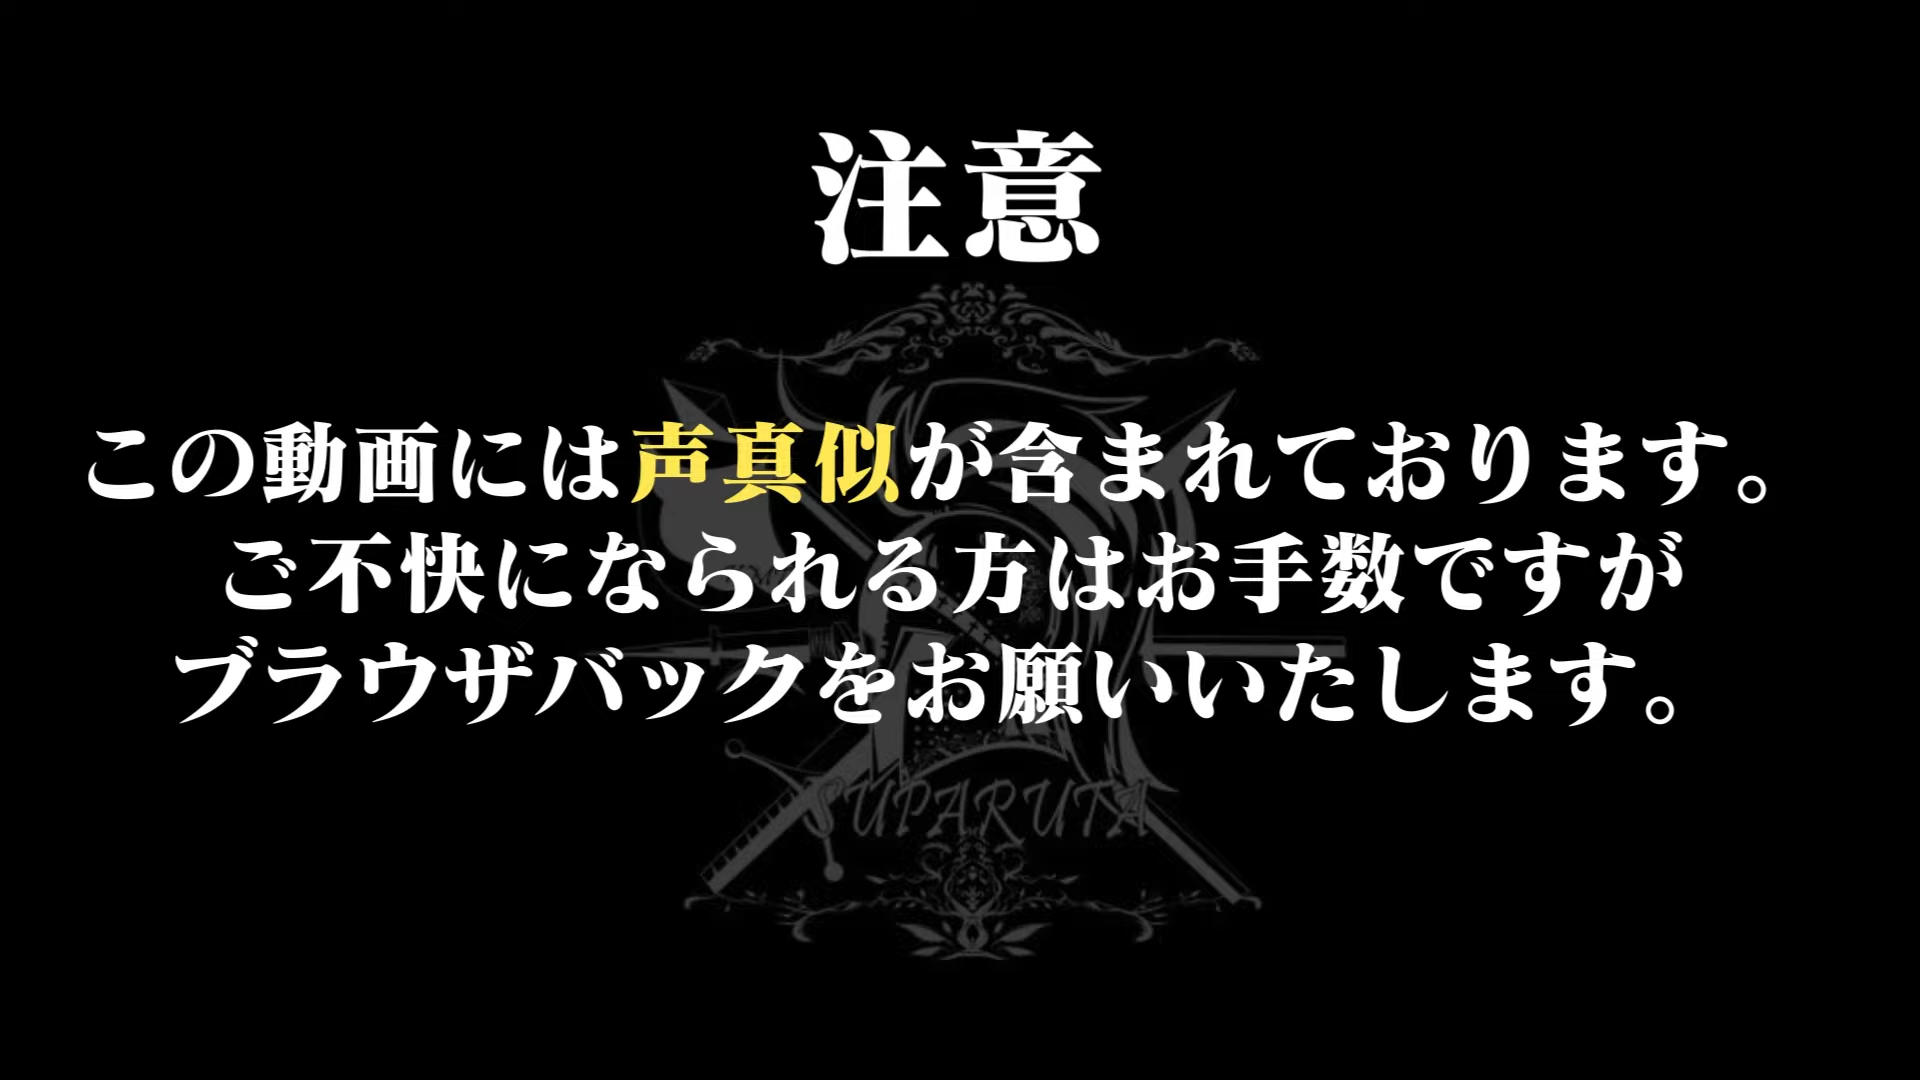 注意
この動画には声真似が含まれております。
ご不快になられる方はお手数ですが
ブラウザバックをお願いいたします。
SUPARUTA